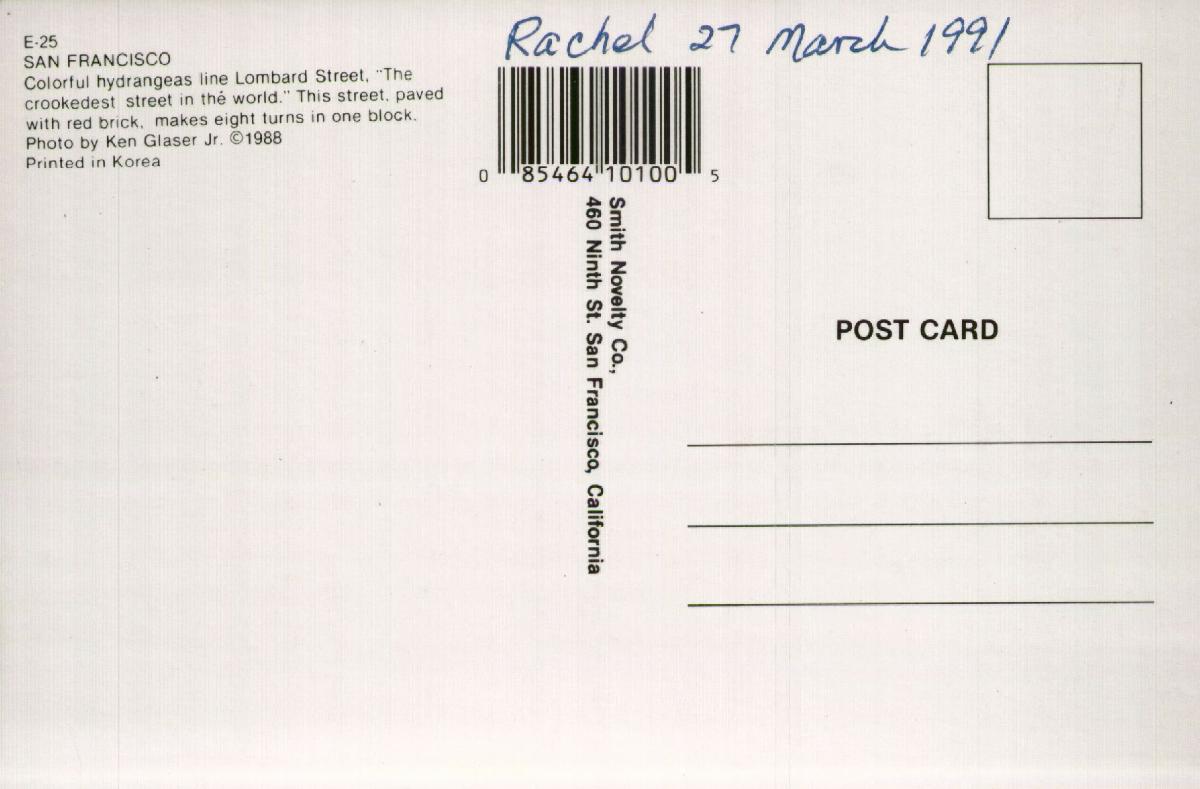 Rachel 27 March 1991
E-25
SAN FRANCISCO
Colorful hydrangeas line Lombard Street, "The
crookedest street in the world." This street, paved
with red brick, makes eight turns in one block.
Photo by Ken Glaser Jr. ©1988
Printed in Korea
0 85464 10100 5
Smith Novelty Co.,
460 Ninth St. San Francisco, California
POST CARD